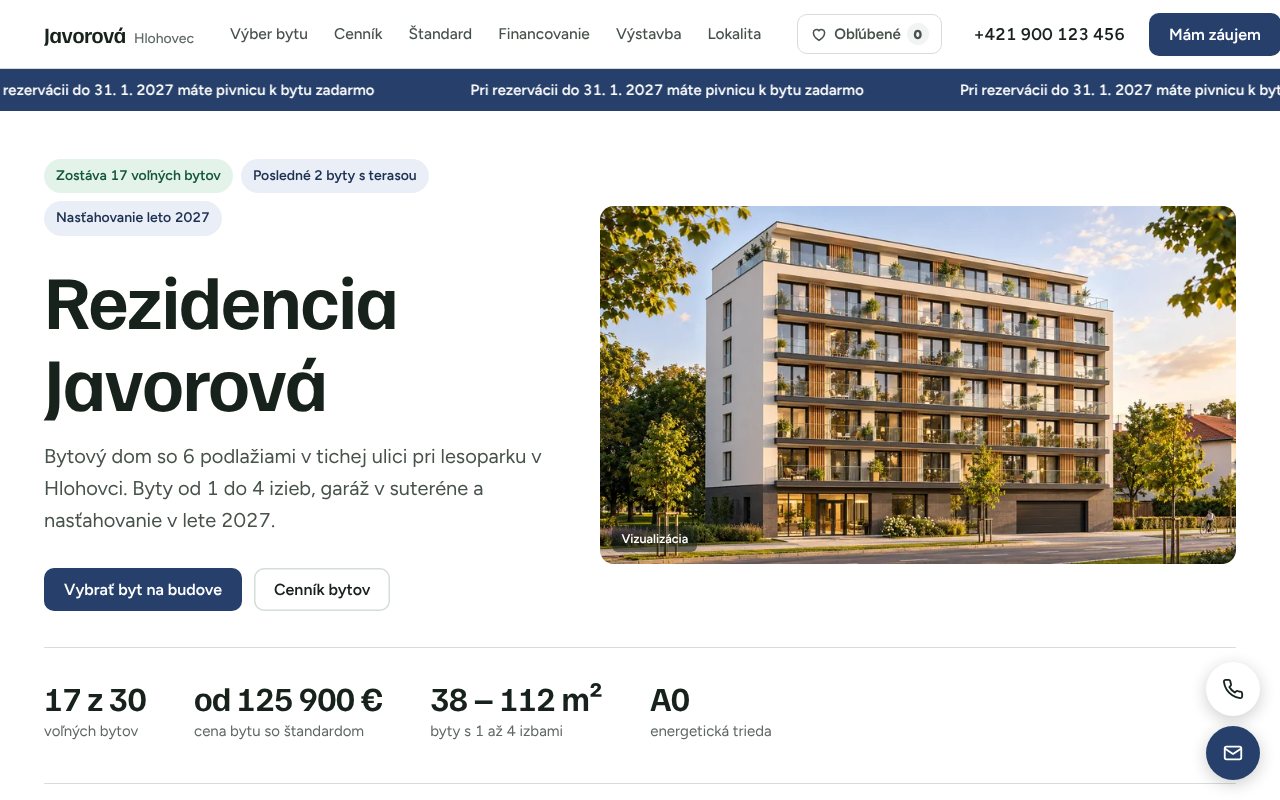 Javorová Hlohovec
Výber bytu
Cenník
Štandard
Financovanie
Výstavba
Lokalita
Obľúbené 0
+421 900 123 456
Mám záujem
rezervácii do 31. 1. 2027 máte pivnicu k bytu zadarmo
Pri rezervácii do 31. 1. 2027 máte pivnicu k bytu zadarmo
Pri rezervácii do 31. 1. 2027 máte pivnicu k byt
Zostáva 17 voľných bytov
Posledné 2 byty s terasou
Nasťahovanie leto 2027
Rezidencia
Javorová
Bytový dom so 6 podlažiami v tichej ulici pri lesoparku v
Hlohovci. Byty od 1 do 4 izieb, garáž v suteréne a
nasťahovanie v lete 2027.
Vybrať byt na budove
Cenník bytov
Vizualizácia
17 z 30
voľných bytov
od 125 900 €
cena bytu so štandardom
38 – 112 m²
byty s 1 až 4 izbami
A0
energetická trieda